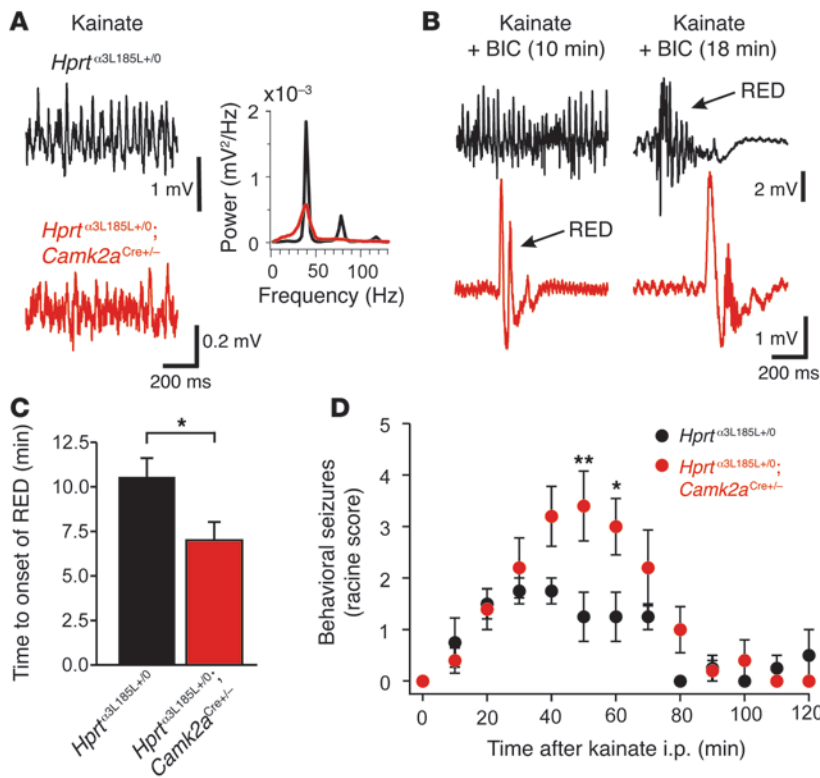 A
Kainate
Hprtα3L185L+/0
1 mV
Hprtα3L185L+/0;
Camk2aCre+/–
0.2 mV
200 ms
x10⁻³
2
1
0
Power (mV²/Hz)
0 50 100
Frequency (Hz)
B
Kainate
+ BIC (10 min)
Kainate
+ BIC (18 min)
RED
2 mV
RED
1 mV
200 ms
C
*
12.5
10.0
7.5
5.0
2.5
0.0
Time to onset of RED (min)
Hprtα3L185L+/0
Hprtα3L185L+/0;
Camk2aCre+/–
D
Hprtα3L185L+/0
Hprtα3L185L+/0;
Camk2aCre+/–
** *
5
4
3
2
1
0
Behavioral seizures
(racine score)
0 20 40 60 80 100 120
Time after kainate i.p. (min)